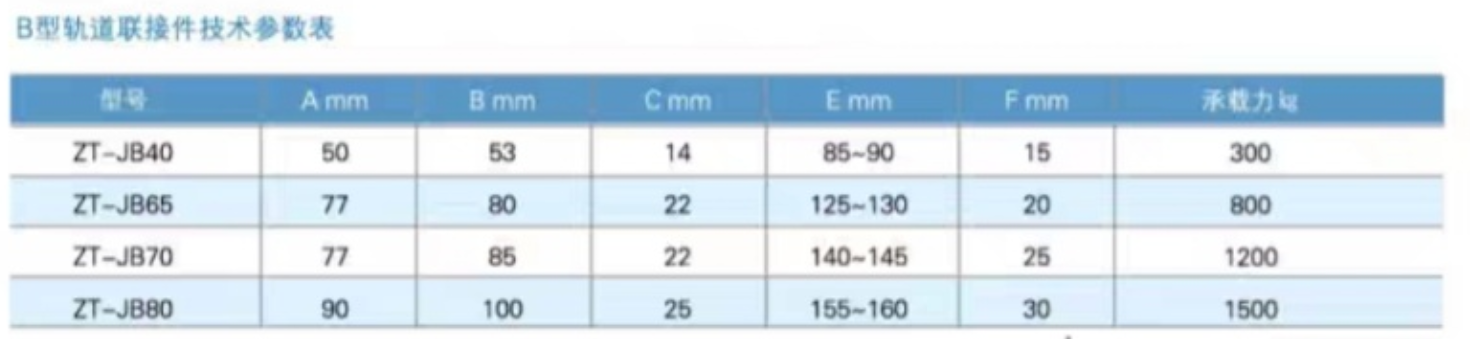 B型轨道联接件技术参数表
型号 A mm B mm C mm E mm F mm 承载力 kg
ZT-JB40 50 53 14 85~90 15 300
ZT-JB65 77 80 22 125~130 20 800
ZT-JB70 77 85 22 140~145 25 1200
ZT-JB80 90 100 25 155~160 30 1500